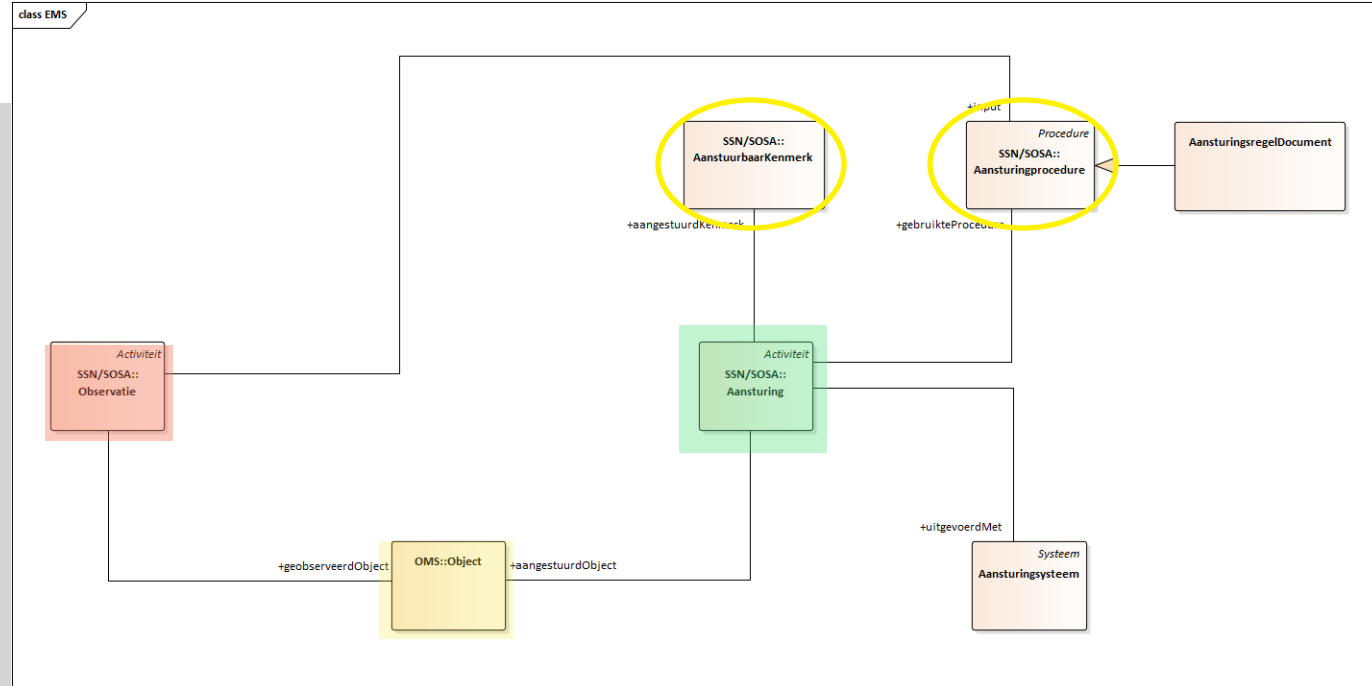 class EMS
+input
SSN/SOSA::
AanstuurbaarKenmerk
Procedure
SSN/SOSA::
Aansturingprocedure
AansturingsregelDocument
+aangestuurdKenmerk
+gebruikteProcedure
Activiteit
SSN/SOSA::
Observatie
Activiteit
SSN/SOSA::
Aansturing
+uitgevoerdMet
+geobserveerdObject
OMS::Object
+aangestuurdObject
Systeem
Aansturingsysteem